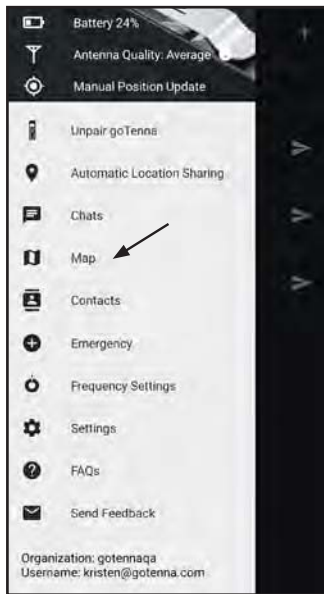 Battery 24%
Antenna Quality: Average
Manual Position Update
Unpair goTenna
Automatic Location Sharing
Chats
Map
Contacts
Emergency
Frequency Settings
Settings
FAQs
Send Feedback
Organization: gotennaqa
Username: kristen@gotenna.com